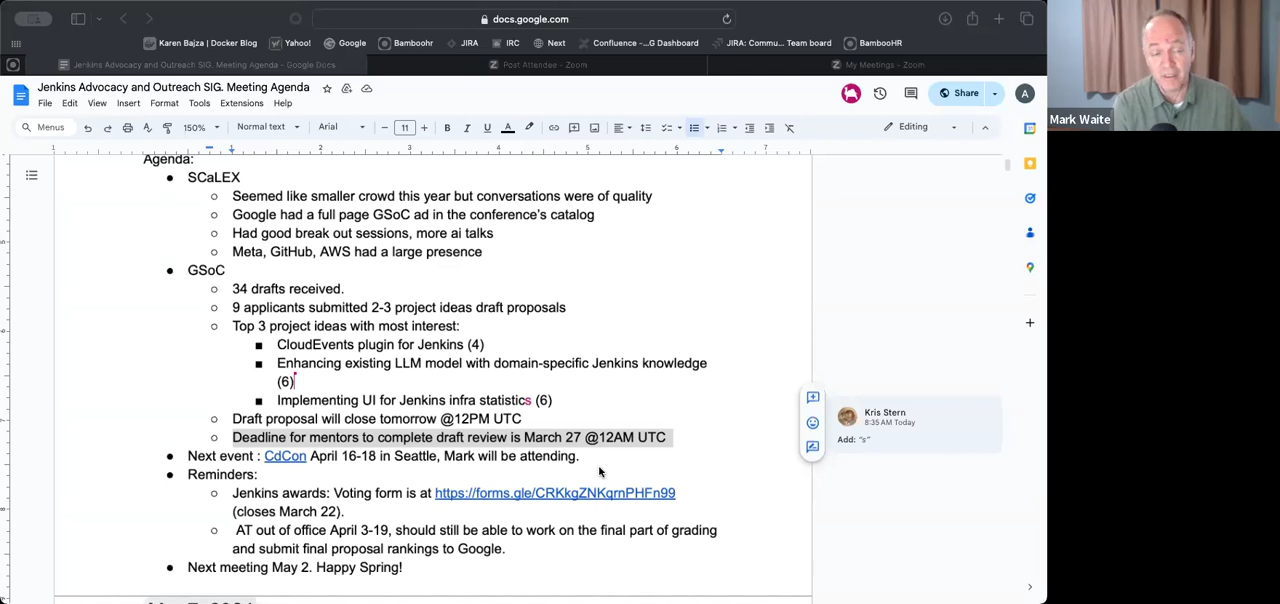 docs.google.com
Karen Bajza | Docker Blog
Yahoo!
Google
Bamboohr
JIRA
IRC
Next
Confluence ...G Dashboard
JIRA: Commu... Team board
BambooHR
Jenkins Advocacy and Outreach SIG. Meeting Agenda - Google Docs
Post Attendee - Zoom
My Meetings - Zoom
Jenkins Advocacy and Outreach SIG. Meeting Agenda
File Edit View Insert Format Tools Extensions Help
Share
A
Menus
150%
Normal text
Arial
11
B I U A
Editing
1 1 2 3 4 5 6 7
Agenda:
SCaLEX
Seemed like smaller crowd this year but conversations were of quality
Google had a full page GSoC ad in the conference's catalog
Had good break out sessions, more ai talks
Meta, GitHub, AWS had a large presence
GSoC
34 drafts received.
9 applicants submitted 2-3 project ideas draft proposals
Top 3 project ideas with most interest:
CloudEvents plugin for Jenkins (4)
Enhancing existing LLM model with domain-specific Jenkins knowledge
(6)
Implementing UI for Jenkins infra statistics (6)
Draft proposal will close tomorrow @12PM UTC
Deadline for mentors to complete draft review is March 27 @12AM UTC
Next event : CdCon April 16-18 in Seattle, Mark will be attending.
Reminders:
Jenkins awards: Voting form is at https://forms.gle/CRKkgZNKqrnPHFn99
(closes March 22).
AT out of office April 3-19, should still be able to work on the final part of grading
and submit final proposal rankings to Google.
Next meeting May 2. Happy Spring!
Kris Stern
8:35 AM Today
Add: "s"
Mark Waite